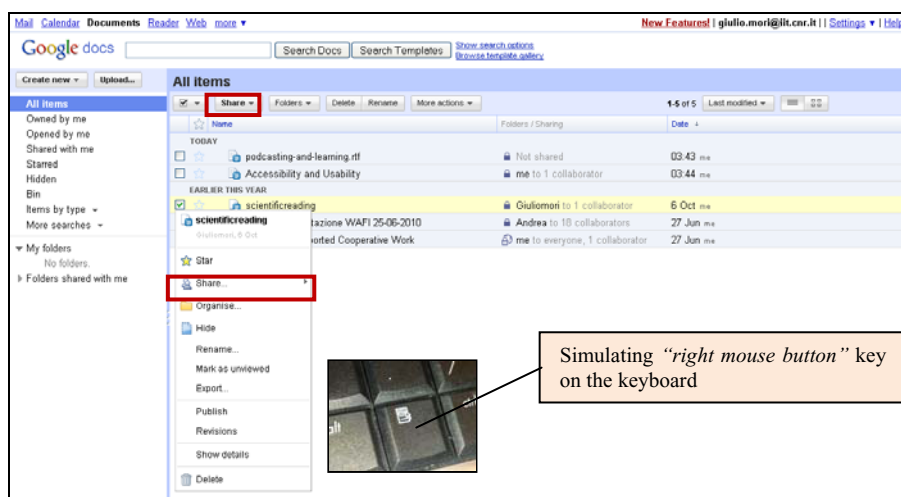 Mail Calendar Documents Reader Web more ▼ New Features! | giulio.mori@iit.cnr.it | | Settings ▼ | Help
Google docs Search Docs Search Templates Show search options
Browse template gallery
Create new Upload... All items
All items Share Folders Delete Rename More actions 1-5 of 5 Last modified
Owned by me Name Folders / Sharing Date
Opened by me TODAY
Shared with me podcasting-and-learning.rtf Not shared 03:43 me
Starred Accessibility and Usability me to 1 collaborator 03:44 me
Hidden EARLIER THIS YEAR
Bin scientificreading Giuliomori to 1 collaborator 6 Oct me
Items by type scientificreading tazione WAFI 25-06-2010 Andrea to 18 collaborators 27 Jun me
More searches Giuliomori, 6 Oct orted Cooperative Work me to everyone, 1 collaborator 27 Jun me
My folders
No folders.
Folders shared with me
Star
Share...
Organise...
Hide
Rename...
Mark as unviewed
Export...
Publish
Revisions
Show details
Delete
Simulating “right mouse button” key
on the keyboard